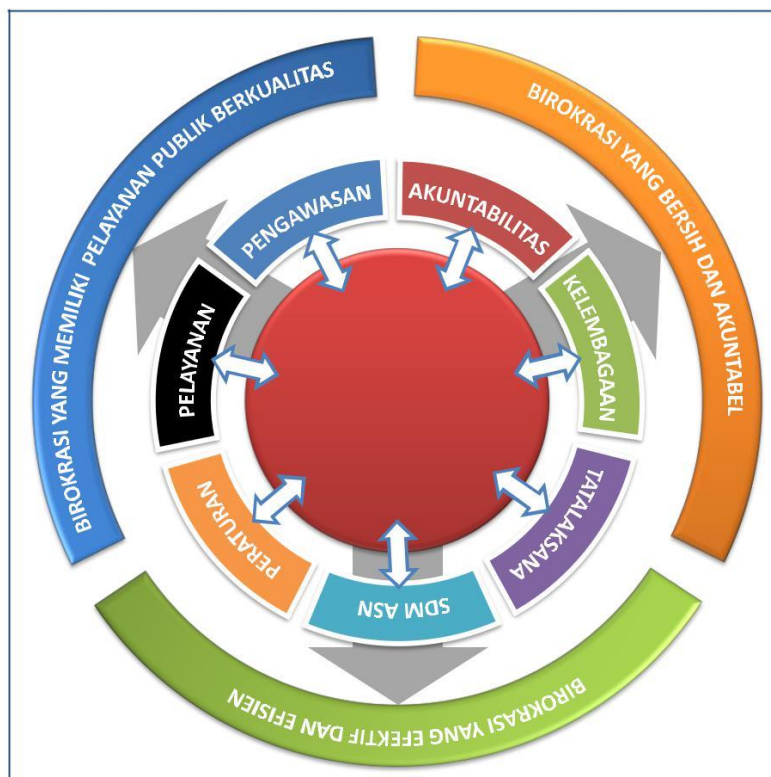 BIROKRASI YANG MEMILIKI PELAYANAN PUBLIK BERKUALITAS
BIROKRASI YANG BERSIH DAN AKUNTABEL
BIROKRASI YANG EFEKTIF DAN EFISIEN
PENGAWASAN
AKUNTABILITAS
KELEMBAGAAN
TATALAKSANA
SDM ASN
PERATURAN
PELAYANAN